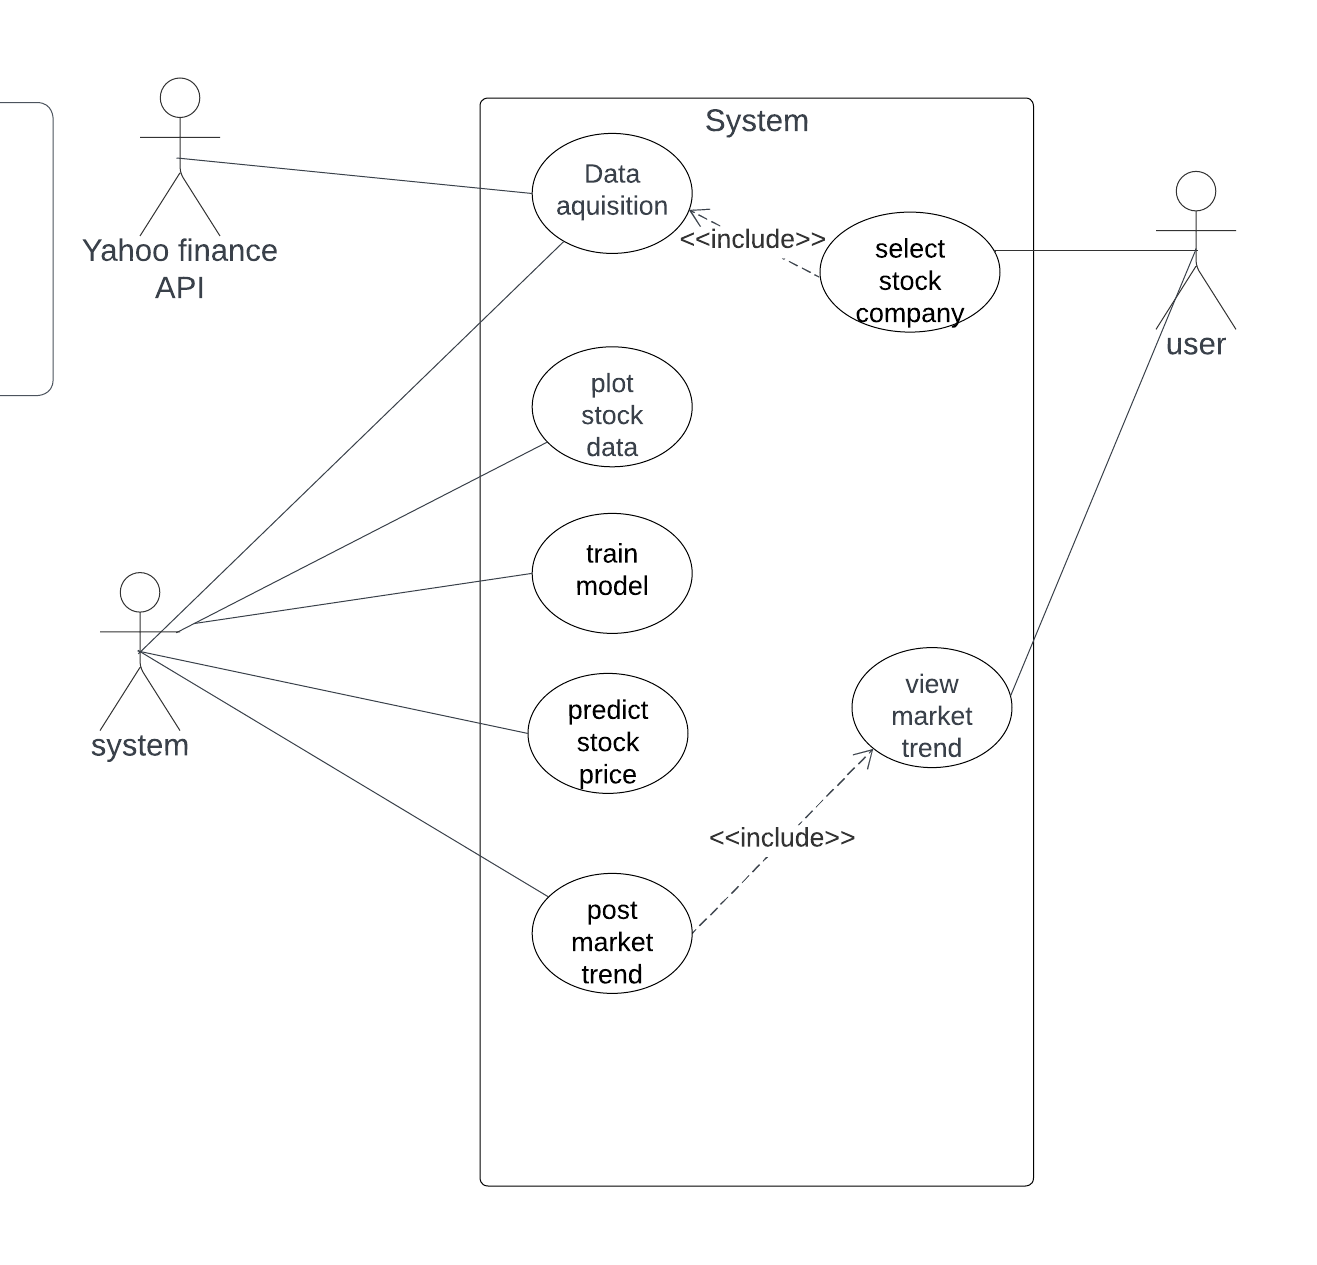 System
Data
aquisition
<<include>>
select
stock
company
Yahoo finance
API
user
plot
stock
data
train
model
system
predict
stock
price
view
market
trend
<<include>>
post
market
trend